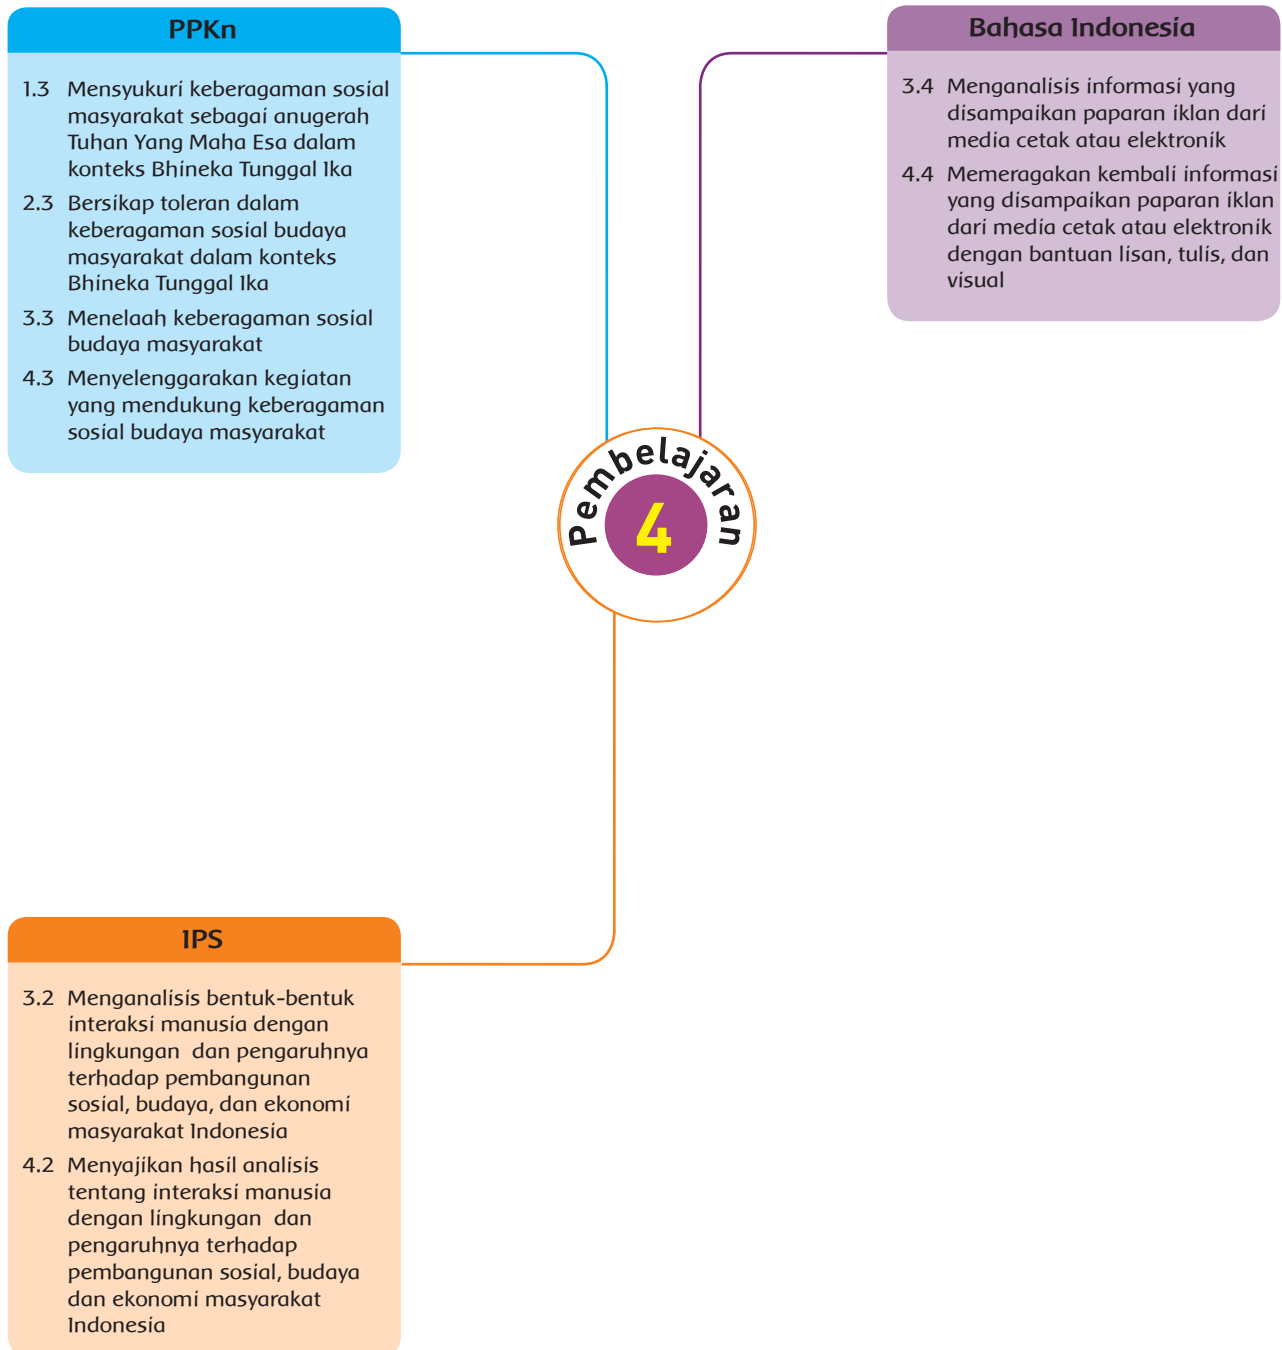 PPKn
1.3 Mensyukuri keberagaman sosial
masyarakat sebagai anugerah
Tuhan Yang Maha Esa dalam
konteks Bhineka Tunggal Ika
2.3 Bersikap toleran dalam
keberagaman sosial budaya
masyarakat dalam konteks
Bhineka Tunggal Ika
3.3 Menelaah keberagaman sosial
budaya masyarakat
4.3 Menyelenggarakan kegiatan
yang mendukung keberagaman
sosial budaya masyarakat
Bahasa Indonesia
3.4 Menganalisis informasi yang
disampaikan paparan iklan dari
media cetak atau elektronik
4.4 Memeragakan kembali informasi
yang disampaikan paparan iklan
dari media cetak atau elektronik
dengan bantuan lisan, tulis, dan
visual
Pembelajaran
4
IPS
3.2 Menganalisis bentuk-bentuk
interaksi manusia dengan
lingkungan dan pengaruhnya
terhadap pembangunan
sosial, budaya, dan ekonomi
masyarakat Indonesia
4.2 Menyajikan hasil analisis
tentang interaksi manusia
dengan lingkungan dan
pengaruhnya terhadap
pembangunan sosial, budaya
dan ekonomi masyarakat
Indonesia